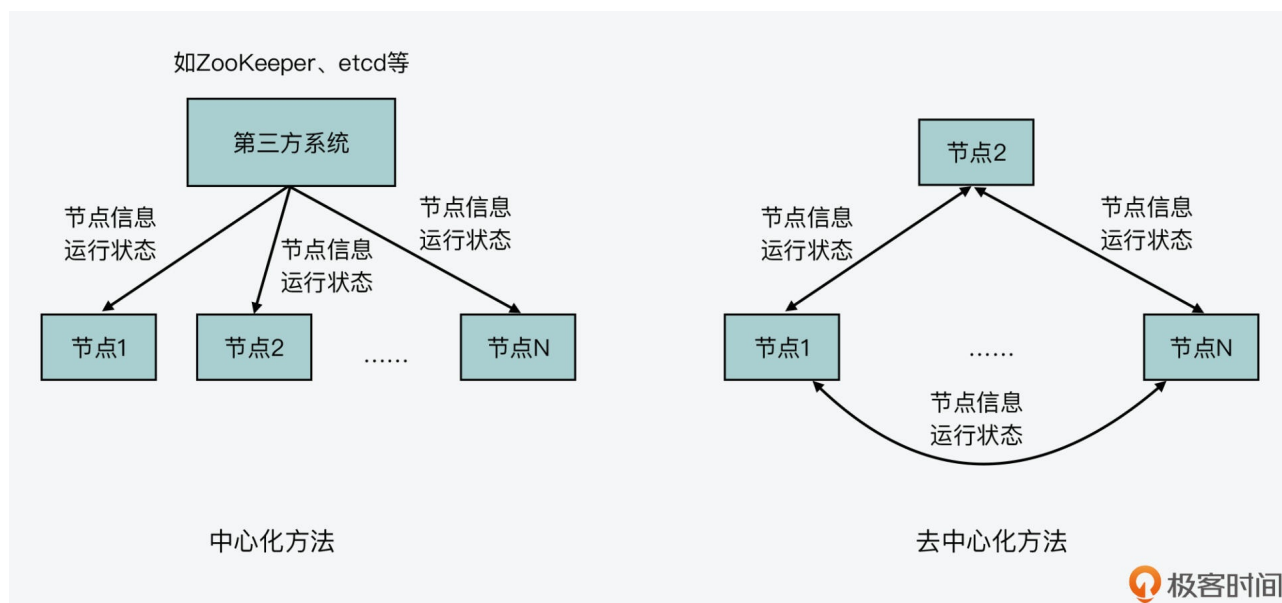 如ZooKeeper、etcd等
第三方系统
节点信息
运行状态
节点信息
运行状态
节点信息
运行状态
节点1
节点2
……
节点N
中心化方法
节点2
节点信息
运行状态
节点信息
运行状态
节点1
……
节点N
节点信息
运行状态
去中心化方法
极客时间